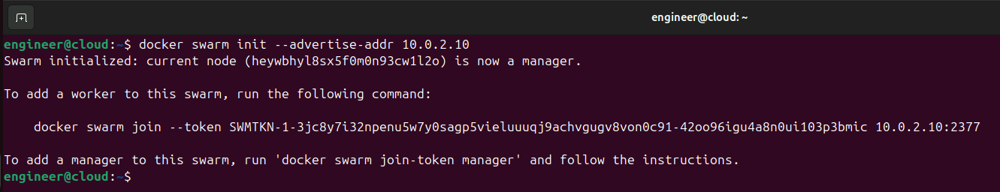 engineer@cloud: ~
engineer@cloud:~$ docker swarm init --advertise-addr 10.0.2.10
Swarm initialized: current node (heywbhyl8sx5f0m0n93cw1l2o) is now a manager.
To add a worker to this swarm, run the following command:
docker swarm join --token SWMTKN-1-3jc8y7i32npenu5w7y0sagp5vieluuuqj9achvgugv8von0c91-42oo96igu4a8n0ui103p3bmic 10.0.2.10:2377
To add a manager to this swarm, run 'docker swarm join-token manager' and follow the instructions.
engineer@cloud:~$